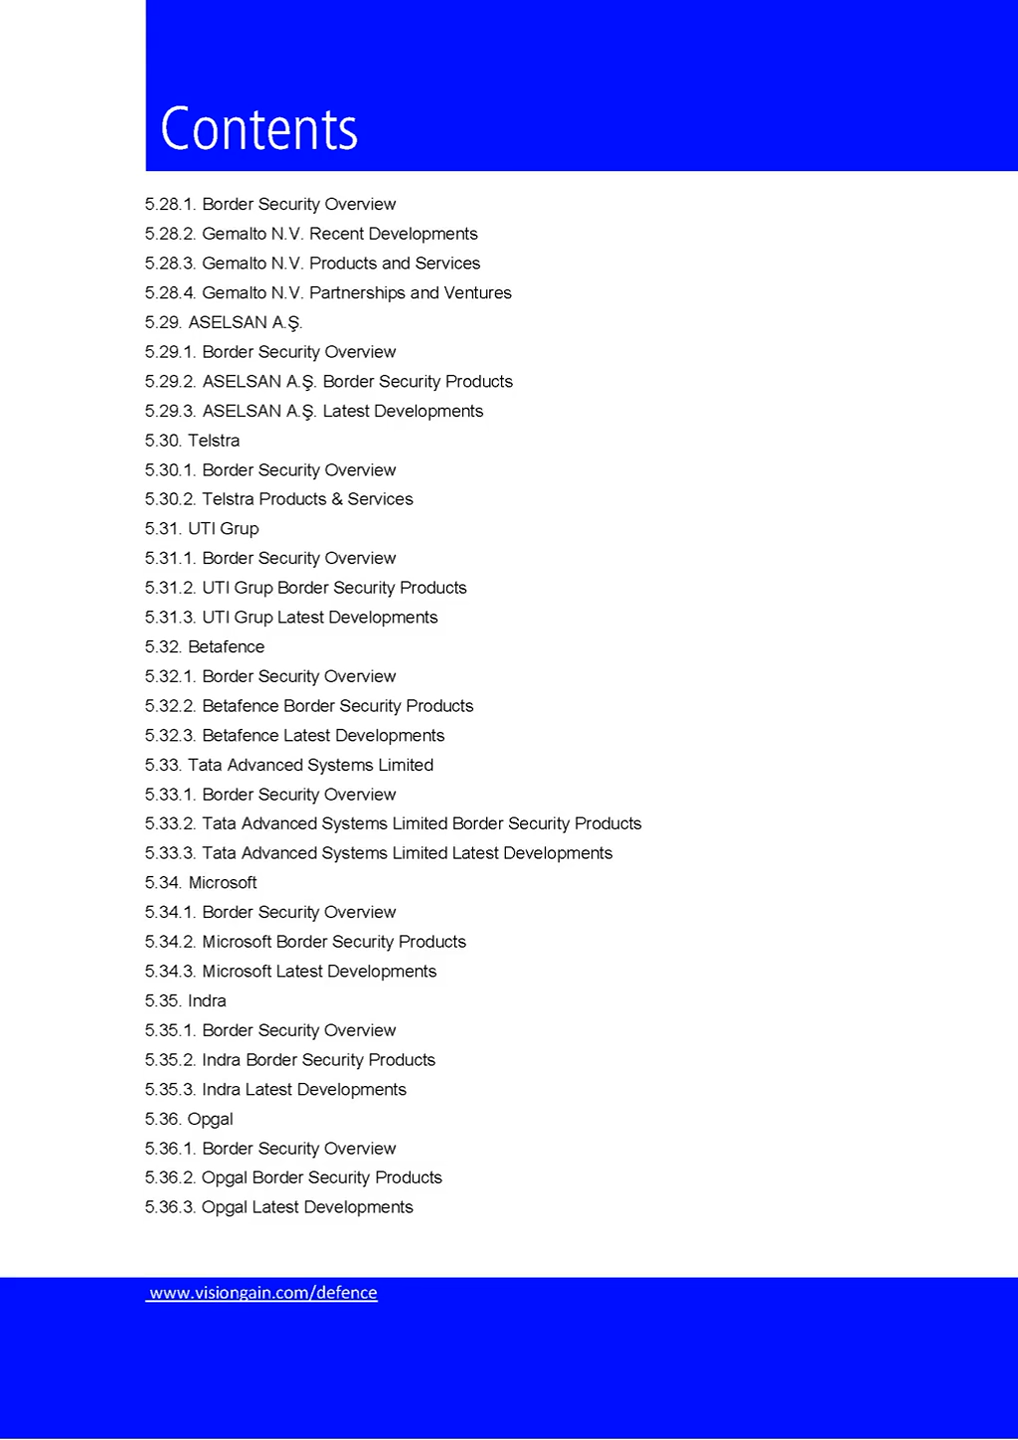 Contents
5.28.1. Border Security Overview
5.28.2. Gemalto N.V. Recent Developments
5.28.3. Gemalto N.V. Products and Services
5.28.4. Gemalto N.V. Partnerships and Ventures
5.29. ASELSAN A.Ş.
5.29.1. Border Security Overview
5.29.2. ASELSAN A.Ş. Border Security Products
5.29.3. ASELSAN A.Ş. Latest Developments
5.30. Telstra
5.30.1. Border Security Overview
5.30.2. Telstra Products & Services
5.31. UTI Grup
5.31.1. Border Security Overview
5.31.2. UTI Grup Border Security Products
5.31.3. UTI Grup Latest Developments
5.32. Betafence
5.32.1. Border Security Overview
5.32.2. Betafence Border Security Products
5.32.3. Betafence Latest Developments
5.33. Tata Advanced Systems Limited
5.33.1. Border Security Overview
5.33.2. Tata Advanced Systems Limited Border Security Products
5.33.3. Tata Advanced Systems Limited Latest Developments
5.34. Microsoft
5.34.1. Border Security Overview
5.34.2. Microsoft Border Security Products
5.34.3. Microsoft Latest Developments
5.35. Indra
5.35.1. Border Security Overview
5.35.2. Indra Border Security Products
5.35.3. Indra Latest Developments
5.36. Opgal
5.36.1. Border Security Overview
5.36.2. Opgal Border Security Products
5.36.3. Opgal Latest Developments
www.visiongain.com/defence